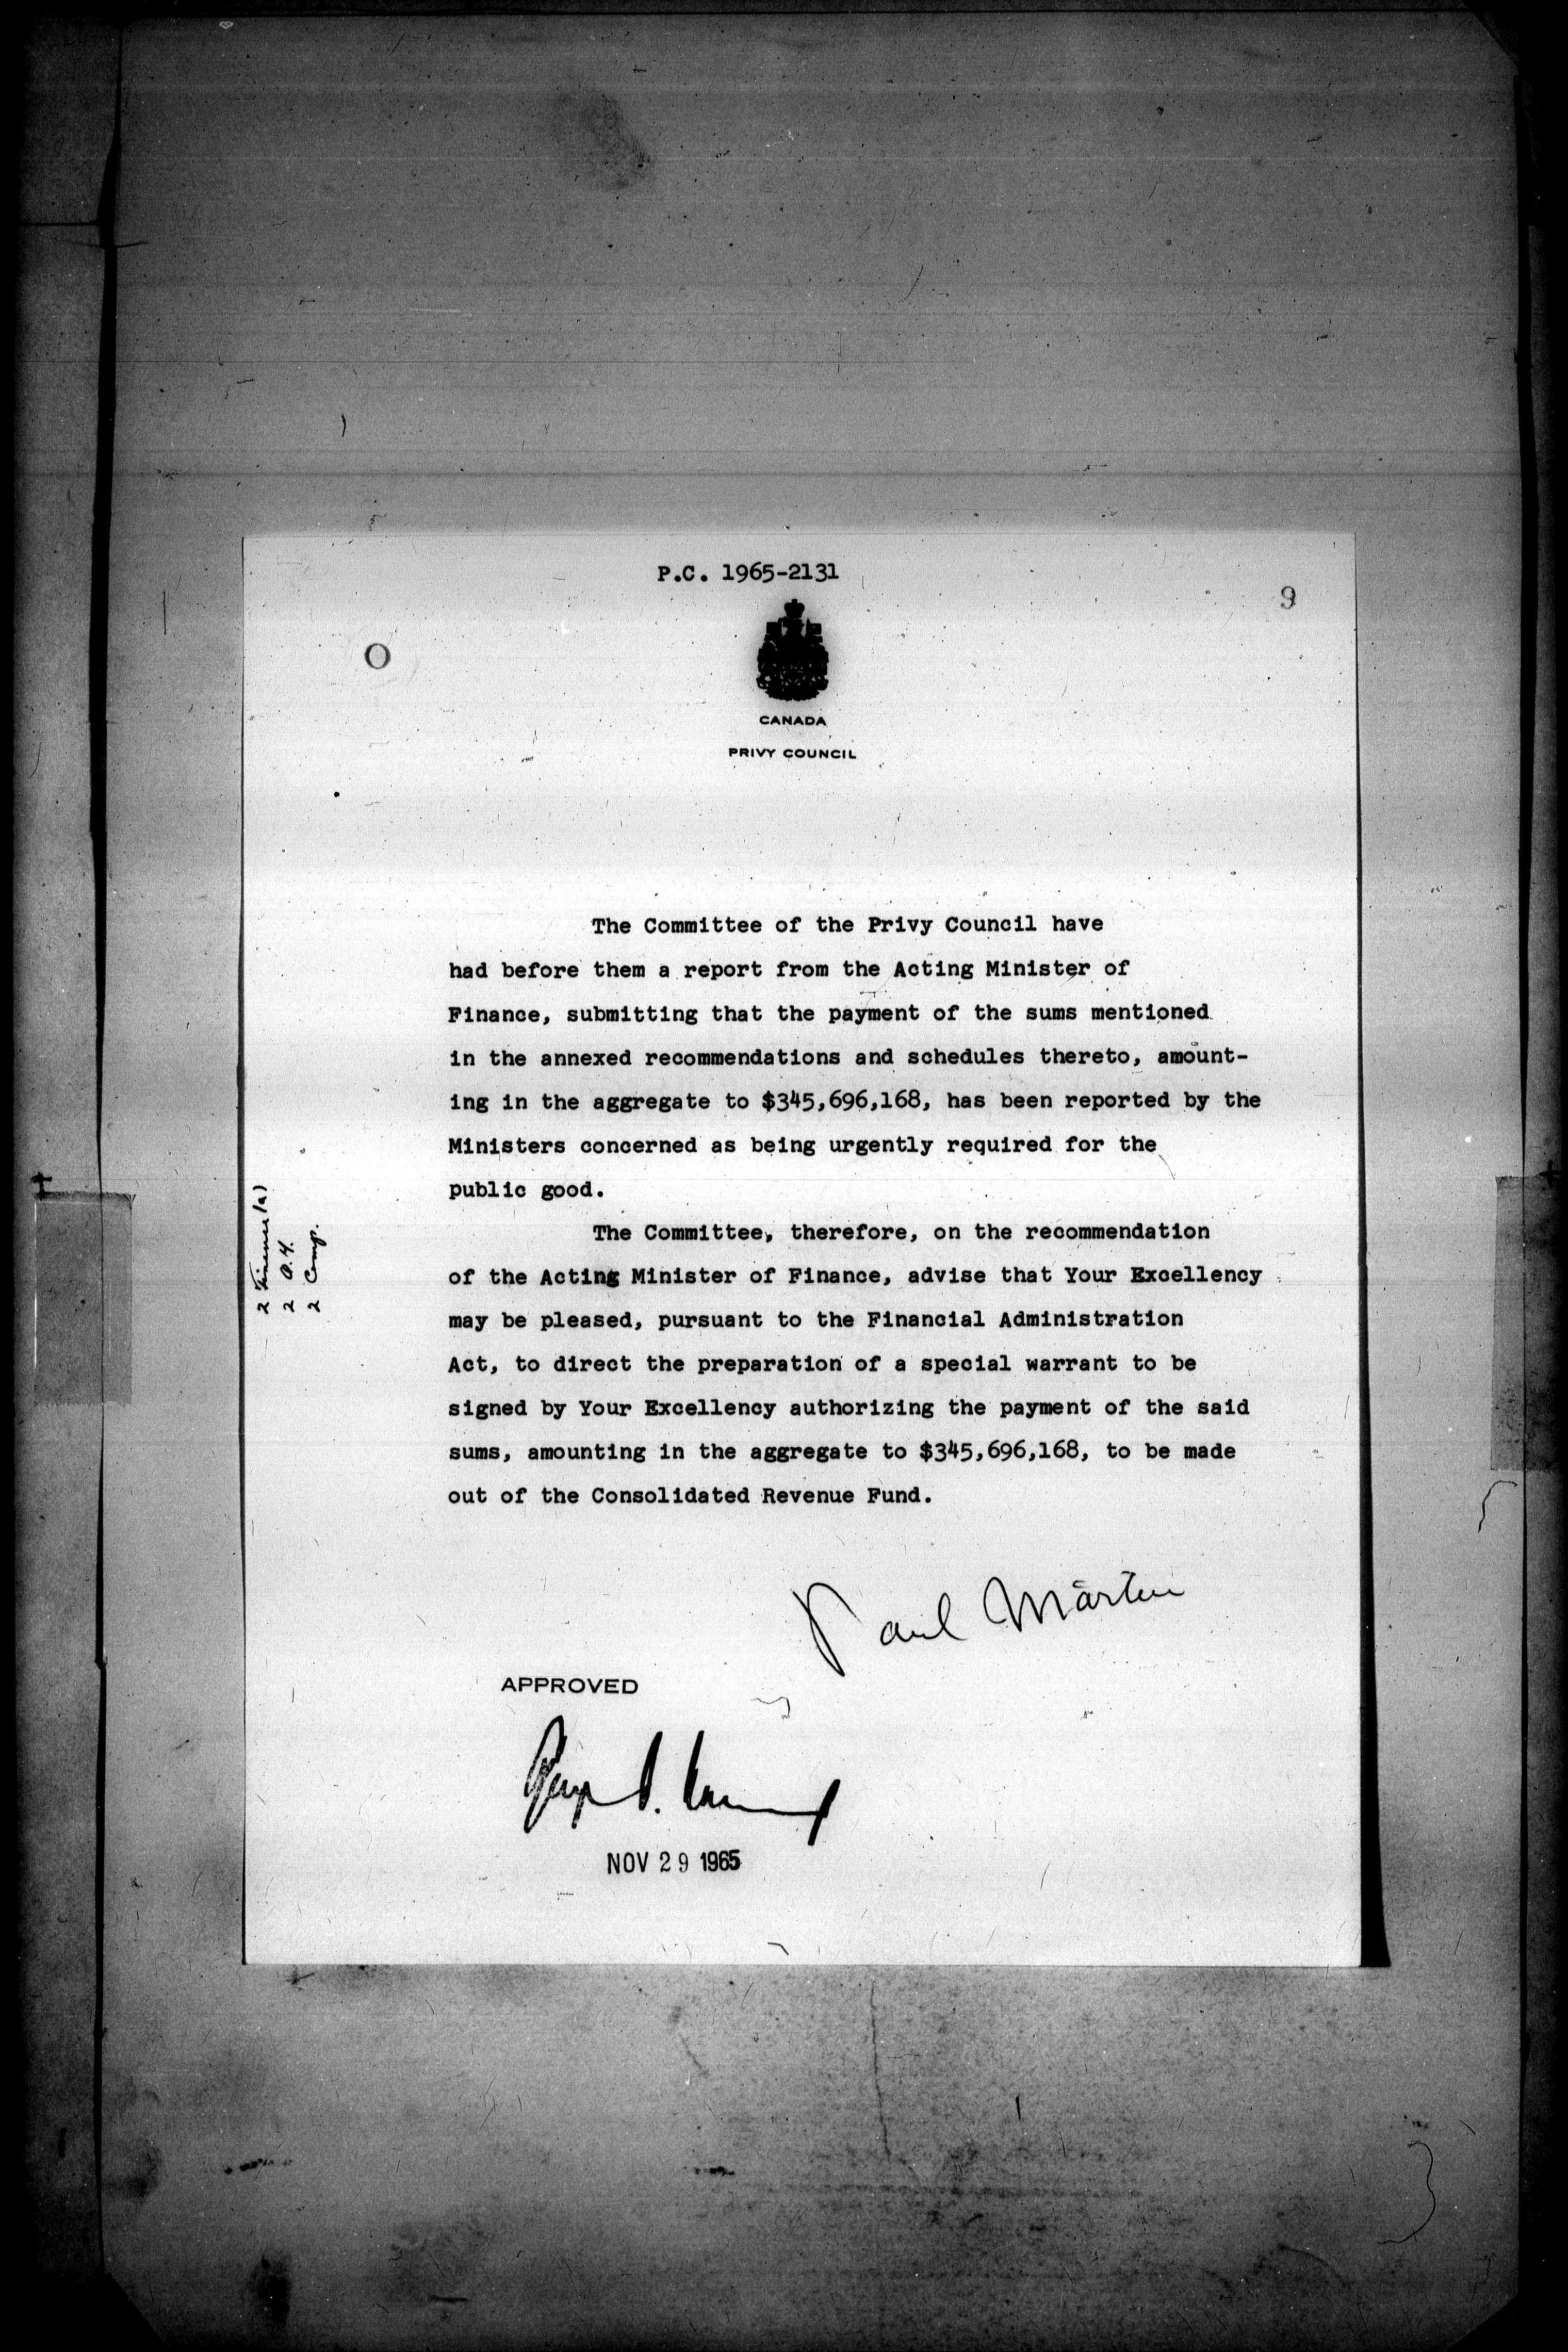 P.C. 1965-2131
9
O
CANADA
PRIVY COUNCIL
The Committee of the Privy Council have
had before them a report from the Acting Minister of
Finance, submitting that the payment of the sums mentioned
in the annexed recommendations and schedules thereto, amount-
ing in the aggregate to $345,696,168, has been reported by the
Ministers concerned as being urgently required for the
public good.
The Committee, therefore, on the recommendation
of the Acting Minister of Finance, advise that Your Excellency
may be pleased, pursuant to the Financial Administration
Act, to direct the preparation of a special warrant to be
signed by Your Excellency authorizing the payment of the said
sums, amounting in the aggregate to $345,696,168, to be made
out of the Consolidated Revenue Fund.
2 Finance
2
2 Comp.
Paul Martin
APPROVED
NOV 29 1965